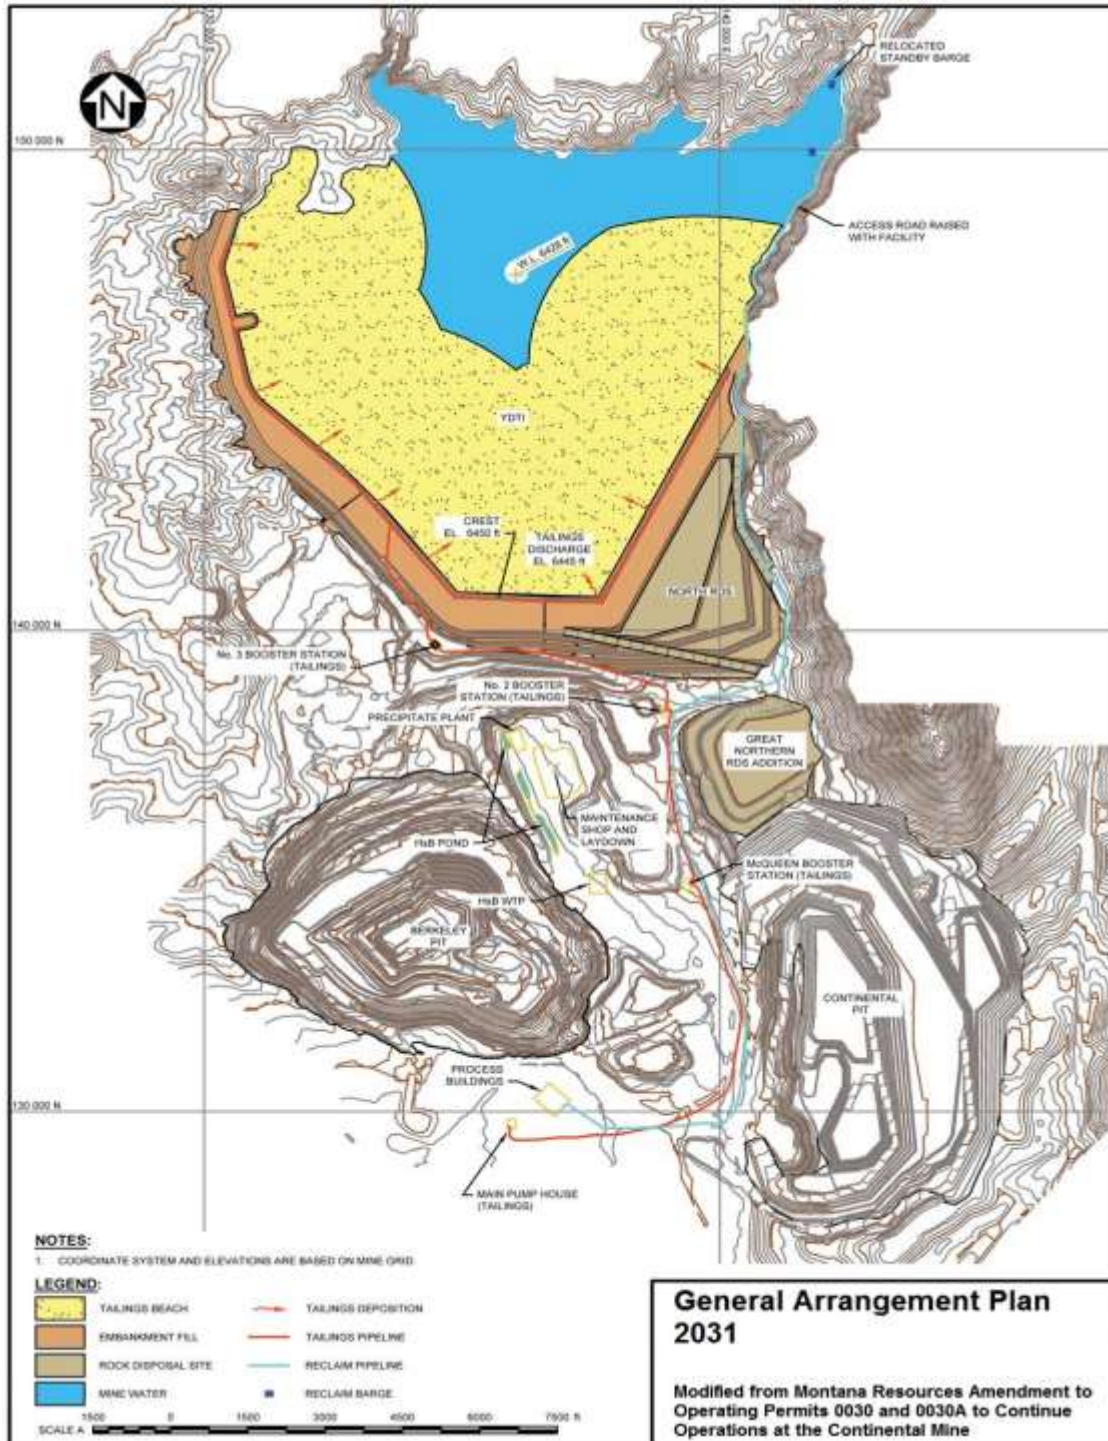 RELOCATED
STANDBY BARGE
N
150 000 N
ACCESS ROAD RAISED
WITH FACILITY
W.L. 6428 ft
YDTI
CREST
EL. 6450 ft
TAILINGS
DISCHARGE
EL. 6445 ft
NORTH RDS
140 000 N
No. 3 BOOSTER STATION
(TAILINGS)
No. 2 BOOSTER
STATION (TAILINGS)
PRECIPITATE PLANT
GREAT
NORTHERN
RDS ADDITION
MAINTENANCE
SHOP AND
LAYDOWN
HsB POND
McQUEEN BOOSTER
STATION (TAILINGS)
HsB WTP
BERKELEY
PIT
CONTINENTAL
PIT
PROCESS
BUILDINGS
130 000 N
MAIN PUMP HOUSE
(TAILINGS)
NOTES:
1. COORDINATE SYSTEM AND ELEVATIONS ARE BASED ON MINE GRID.
LEGEND:
TAILINGS BEACH
TAILINGS DEPOSITION
EMBANKMENT FILL
TAILINGS PIPELINE
ROCK DISPOSAL SITE
RECLAIM PIPELINE
MINE WATER
RECLAIM BARGE
SCALE A
1500 0 1500 3000 4500 6000 7500 ft
General Arrangement Plan
2031
Modified from Montana Resources Amendment to
Operating Permits 0030 and 0030A to Continue
Operations at the Continental Mine